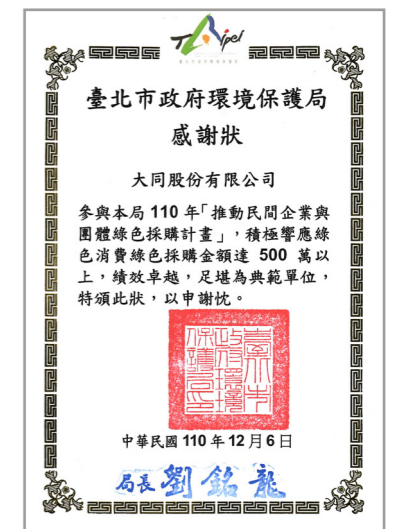 TAIpei
臺北市政府環境保護局
感謝狀
大同股份有限公司
參與本局 110 年「推動民間企業與
團體綠色採購計畫」，積極響應綠
色消費綠色採購金額達 500 萬以
上，績效卓越，足堪為典範單位，
特頒此狀，以申謝忱。
臺北市
政府環境
保護局印
中華民國 110 年 12 月 6 日
局長 劉銘龍